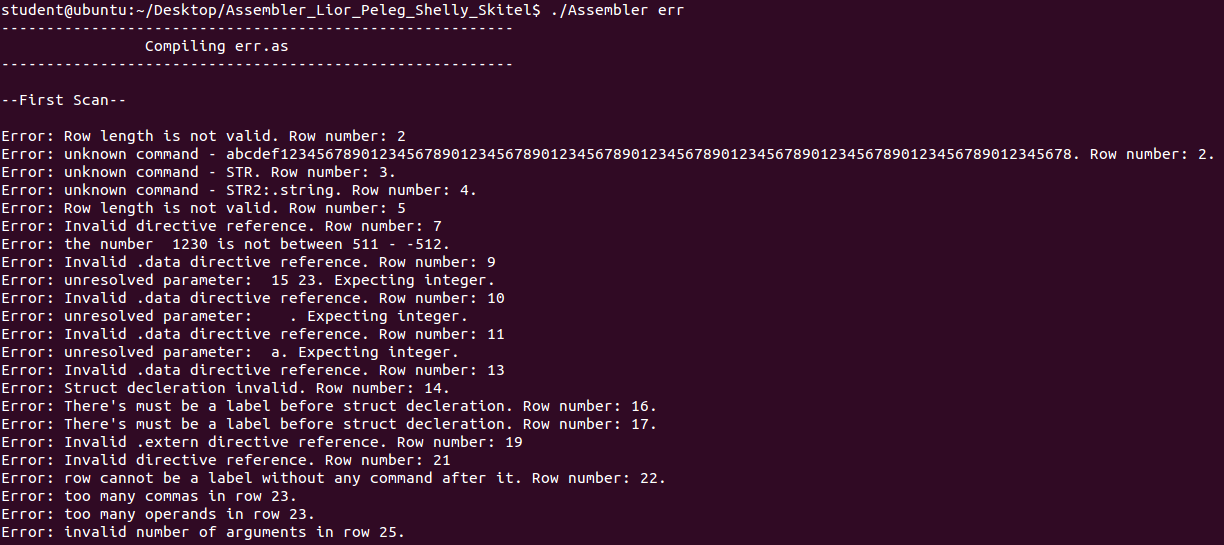 student@ubuntu:~/Desktop/Assembler_Lior_Peleg_Shelly_Skitel$ ./Assembler err
---------------------------------------------------------
                Compiling err.as
---------------------------------------------------------
--First Scan--
Error: Row length is not valid. Row number: 2
Error: unknown command - abcdef123456789012345678901234567890123456789012345678901234567890123456789012345678. Row number: 2.
Error: unknown command - STR. Row number: 3.
Error: unknown command - STR2:.string. Row number: 4.
Error: Row length is not valid. Row number: 5
Error: Invalid directive reference. Row number: 7
Error: the number  1230 is not between 511 - -512.
Error: Invalid .data directive reference. Row number: 9
Error: unresolved parameter:  15 23. Expecting integer.
Error: Invalid .data directive reference. Row number: 10
Error: unresolved parameter:    . Expecting integer.
Error: Invalid .data directive reference. Row number: 11
Error: unresolved parameter:  a. Expecting integer.
Error: Invalid .data directive reference. Row number: 13
Error: Struct decleration invalid. Row number: 14.
Error: There's must be a label before struct decleration. Row number: 16.
Error: There's must be a label before struct decleration. Row number: 17.
Error: Invalid .extern directive reference. Row number: 19
Error: Invalid directive reference. Row number: 21
Error: row cannot be a label without any command after it. Row number: 22.
Error: too many commas in row 23.
Error: too many operands in row 23.
Error: invalid number of arguments in row 25.